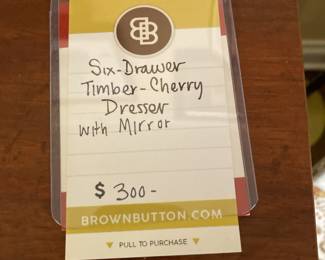 BB
Six-Drawer
Timber-Cherry
Dresser
with Mirror
$ 300-
BROWNBUTTON.COM
▼ PULL TO PURCHASE ▼